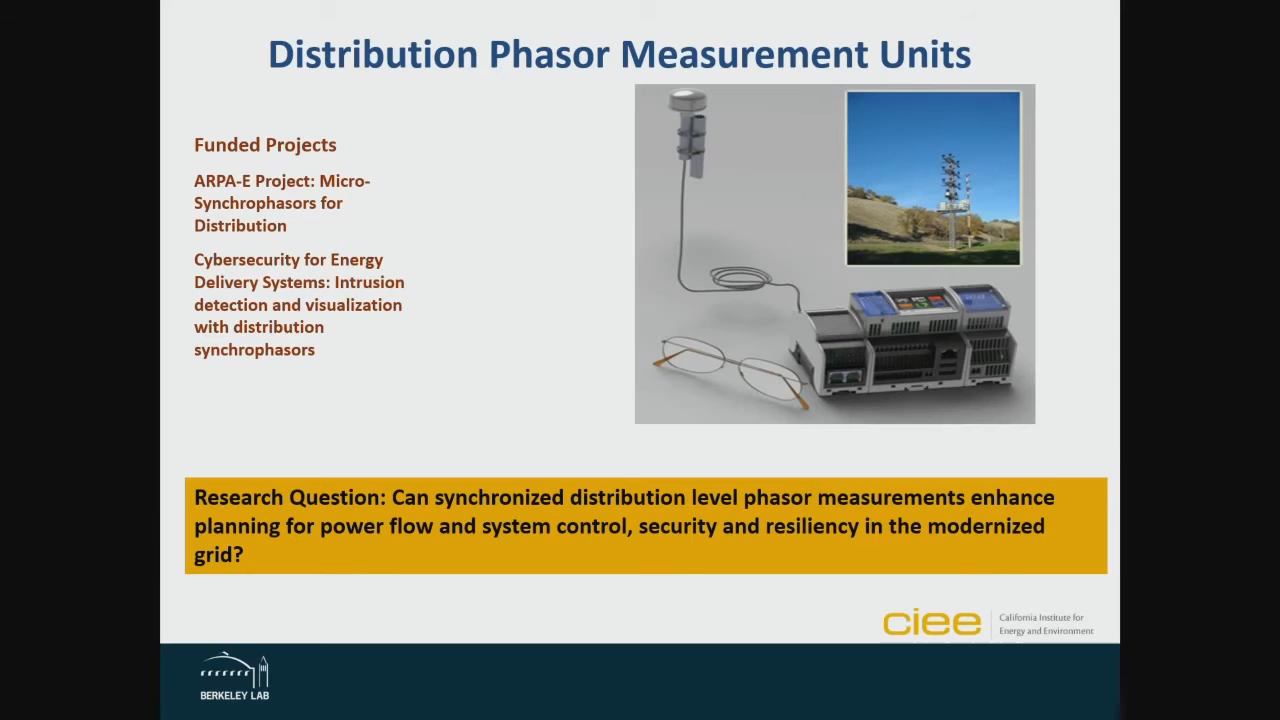 Distribution Phasor Measurement Units
Funded Projects
ARPA-E Project: Micro-
Synchrophasors for
Distribution
Cybersecurity for Energy
Delivery Systems: Intrusion
detection and visualization
with distribution
synchrophasors
Research Question: Can synchronized distribution level phasor measurements enhance
planning for power flow and system control, security and resiliency in the modernized
grid?
ciee
California Institute for
Energy and Environment
BERKELEY LAB